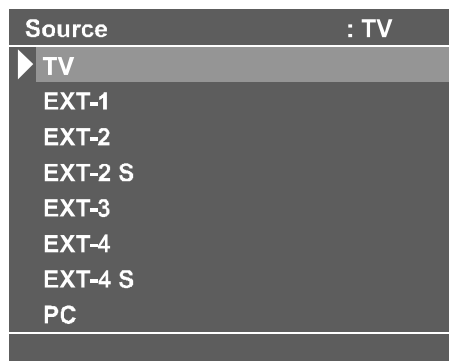 Source : TV
TV
EXT-1
EXT-2
EXT-2 S
EXT-3
EXT-4
EXT-4 S
PC